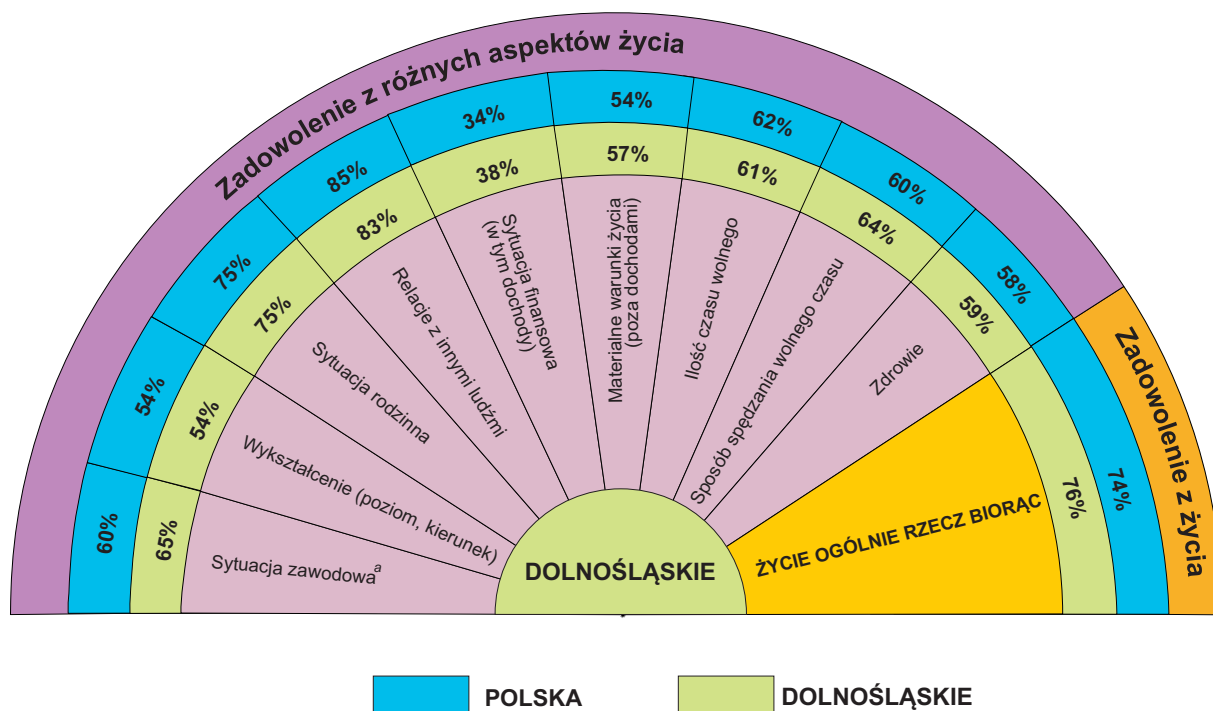 Zadowolenie z różnych aspektów życia
Zadowolenie z życia
60%
54%
75%
85%
34%
54%
62%
60%
58%
74%
65%
54%
75%
83%
38%
57%
61%
64%
59%
76%
Sytuacja zawodowaᵃ
Wykształcenie (poziom, kierunek)
Sytuacja rodzinna
Relacje z innymi ludźmi
Sytuacja finansowa
(w tym dochody)
Materialne warunki życia
(poza dochodami)
Ilość czasu wolnego
Sposób spędzania wolnego czasu
Zdrowie
ŻYCIE OGÓLNIE RZECZ BIORĄC
DOLNOŚLĄSKIE
POLSKA
DOLNOŚLĄSKIE